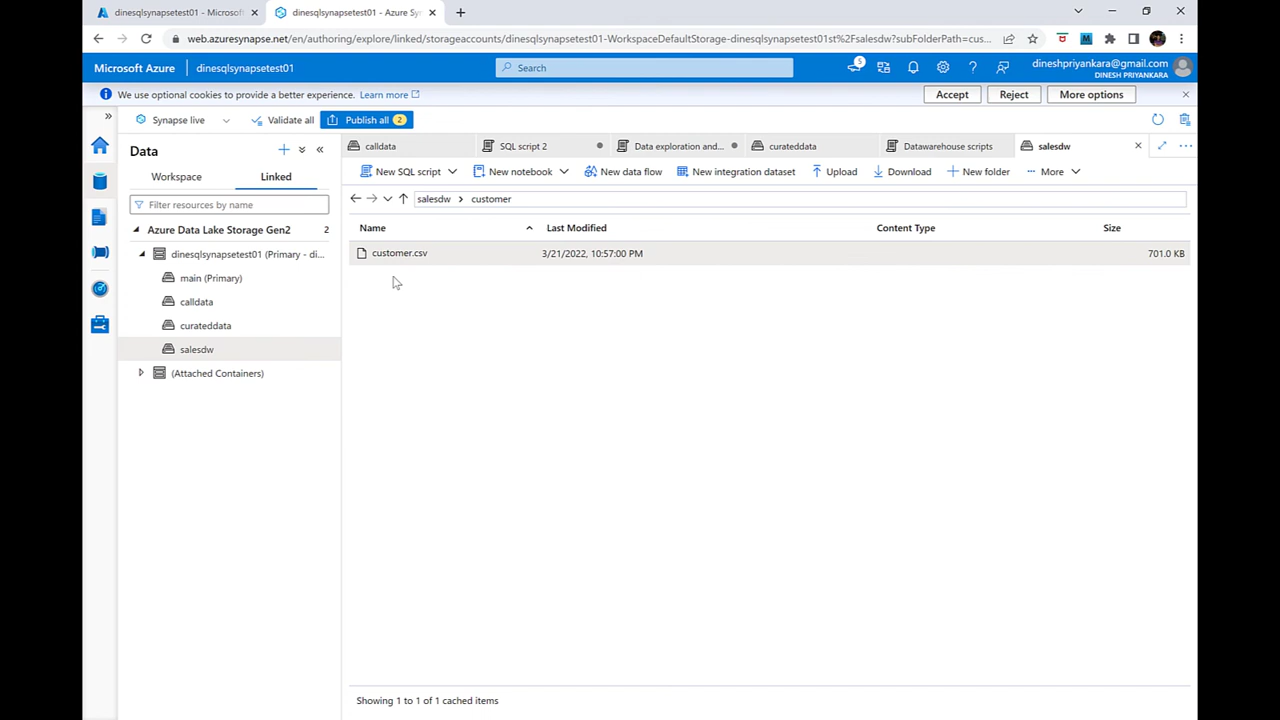 dinesqlsynapsetest01 - Microsof
dinesqlsynapsetest01 - Azure Sy
web.azuresynapse.net/en/authoring/explore/linked/storageaccounts/dinesqlsynapsetest01-WorkspaceDefaultStorage-dinesqlsynapsetest01st%2Fsalesdw?subFolderPath=cus...
Microsoft Azure
dinesqlsynapsetest01
Search
5
dineshpriyankara@gmail.com
DINESH PRIYANKARA
We use optional cookies to provide a better experience. Learn more
Accept
Reject
More options
Synapse live
Validate all
Publish all 2
Data
Workspace
Linked
Filter resources by name
Azure Data Lake Storage Gen2 2
dinesqlsynapsetest01 (Primary - di...
main (Primary)
calldata
curateddata
salesdw
(Attached Containers)
calldata
SQL script 2
Data exploration and...
curateddata
Datawarehouse scripts
salesdw
New SQL script
New notebook
New data flow
New integration dataset
Upload
Download
New folder
More
salesdw > customer
Name
Last Modified
Content Type
Size
customer.csv
3/21/2022, 10:57:00 PM
701.0 KB
Showing 1 to 1 of 1 cached items